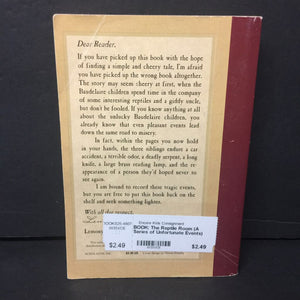 Dear Reader,
If you have picked up this book with the hope
of finding a simple and cheery tale, I'm afraid
you have picked up the wrong book altogether.
The story may seem cheery at first, when the
Baudelaire children spend time in the company
of some interesting reptiles and a giddy uncle,
but don't be fooled. If you know anything at all
about the unlucky Baudelaire children, you
already know that even pleasant events lead
down the same road to misery.
In fact, within the pages you now hold
in your hands, the three siblings endure a car
accident, a terrible odor, a deadly serpent, a long
knife, a large brass reading lamp, and the re-
appearance of a person they'd hoped never to
see again.
I am bound to record these tragic events,
but you are free to put this book back on the
shelf and seek something lighter.
With all due respect,
Lemony
BOOK: The Reptile Room (A
Series of Unfortunate Events)
$2.49
$2.49